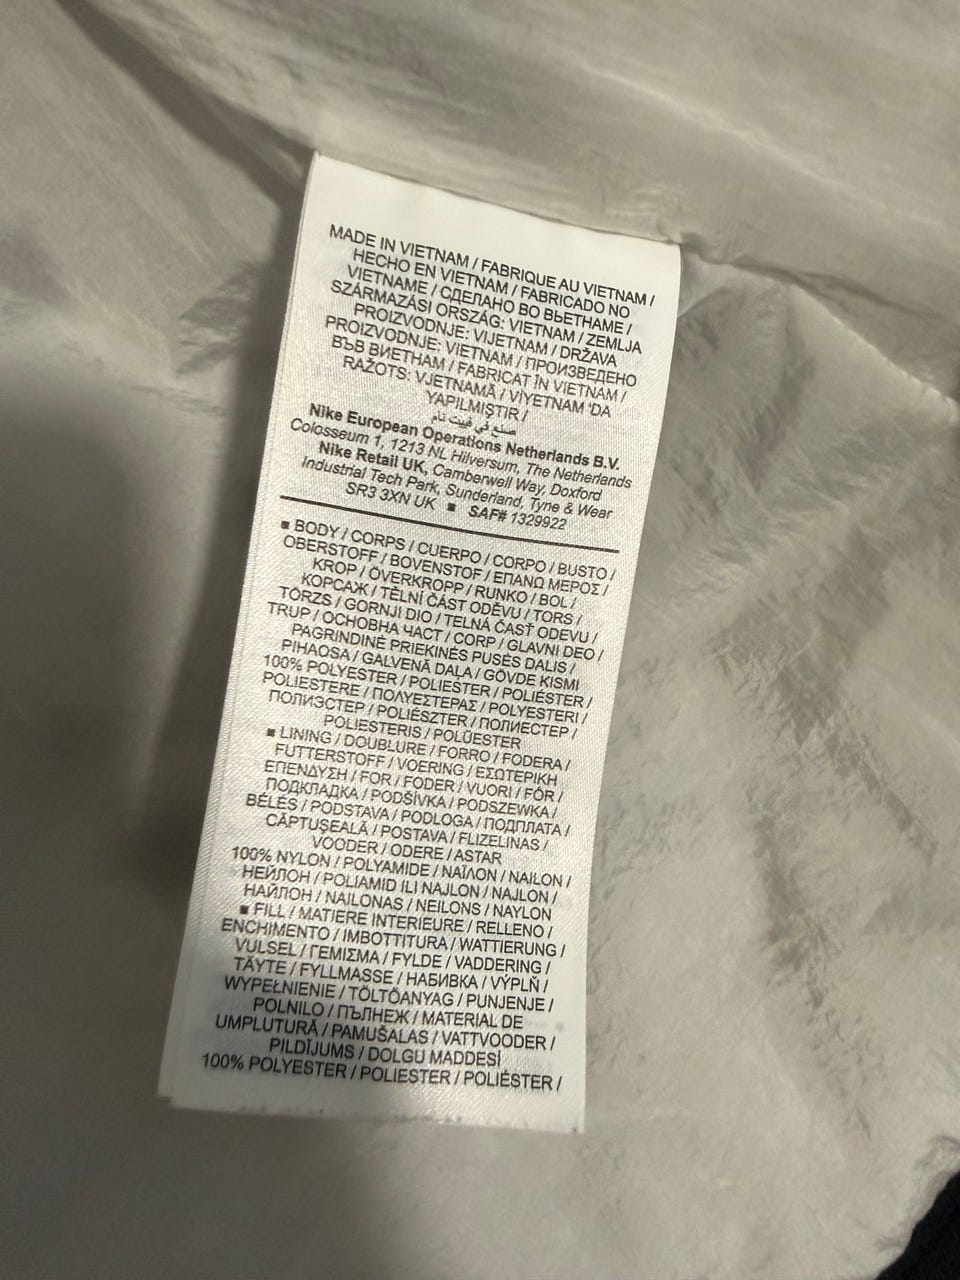 MADE IN VIETNAM / FABRIQUE AU VIETNAM /
HECHO EN VIETNAM / FABRICADO NO
VIETNAME / СДЕЛАНО ВО ВЬЕТНАМЕ /
SZÁRMAZÁSI ORSZÁG: VIETNAM / ZEMLJA
PROIZVODNJE: VIJETNAM / DRŽAVA
PROIZVODNJE: VIETNAM / ПРОИЗВЕДЕНО
ВЪВ ВИЕТНАМ / FABRICAT ÎN VIETNAM /
RAŽOTS: VJETNAMĀ / VİYETNAM 'DA
YAPILMIŞTIR /
صنع في فييت نام
Nike European Operations Netherlands B.V.
Colosseum 1, 1213 NL Hilversum, The Netherlands
Nike Retail UK, Camberwell Way, Doxford
Industrial Tech Park, Sunderland, Tyne & Wear
SR3 3XN UK ■ SAF# 1329922
■ BODY / CORPS / CUERPO / CORPO / BUSTO /
OBERSTOFF / BOVENSTOF / ΕΠΑΝΩ ΜΕΡΟΣ /
KROP / ÖVERKROPP / RUNKO / BOL /
КОРСАЖ / TĚLNÍ ČÁST ODĚVU / TORS /
TÖRZS / GORNJI DIO / TELNÁ ČASŤ ODEVU /
TRUP / ОСНОВНА ЧАСТ / CORP / GLAVNI DEO /
PAGRINDINĖ PRIEKINĖS PUSĖS DALIS /
PIHAOSA / GALVENĀ DAĻA / GÖVDE KISMI
100% POLYESTER / POLIEŠTER / POLIÉSTER /
POLIESTERE / ΠΟΛΥΕΣΤΕΡΑΣ / POLYESTERI /
ПОЛИЭСТЕР / POLIÉSZTER / ПОЛИЕСТЕР /
POLIESTERIS / POLÜESTER
■ LINING / DOUBLURE / FORRO / FODERA /
FUTTERSTOFF / VOERING / ΕΣΩΤΕΡΙΚΗ
ΕΠΕΝΔΥΣΗ / FOR / FODER / VUORI / FÔR /
ПОДКЛАДКА / PODŠÍVKA / PODSZEWKA /
BÉLÉS / PODSTAVA / PODLOGA / ПОДПЛАТА /
CĂPTUŞEALĂ / POSTAVA / FLIZELINAS /
VOODER / ODERE / ASTAR
100% NYLON / POLYAMIDE / ΝΑΪΛΟΝ / NAILON /
НЕЙЛОН / POLIAMID ILI NAJLON / NAJLON /
НАЙЛОН / NAILONAS / NEILONS / NAYLON
■ FILL / MATIERE INTERIEURE / RELLENO /
ENCHIMENTO / IMBOTTITURA / WATTIERUNG /
VULSEL / ΓΕΜΙΣΜΑ / FYLDE / VADDERING /
TÄYTE / FYLLMASSE / НАБИВКА / VÝPLŇ /
WYPEŁNIENIE / TÖLTŐANYAG / PUNJENJE /
POLNILO / ПЪЛНЕЖ / MATERIAL DE
UMPLUTURĂ / PAMUŠALAS / VATTVOODER /
PILDĪJUMS / DOLGU MADDESİ
100% POLYESTER / POLIESTER / POLIÉSTER /